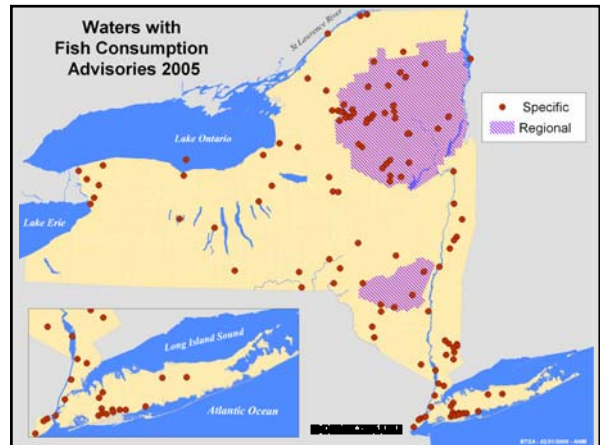 Waters with
Fish Consumption
Advisories 2005
St Lawrence River
Specific
Regional
Lake Ontario
Lake Erie
Long Island Sound
Atlantic Ocean